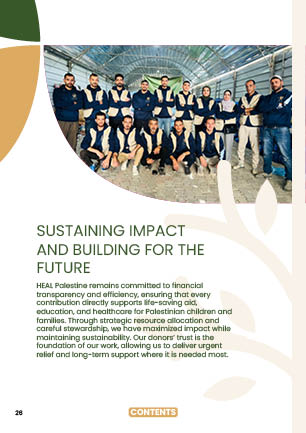 SUSTAINING IMPACT
AND BUILDING FOR THE
FUTURE
HEAL Palestine remains committed to financial
transparency and efficiency, ensuring that every
contribution directly supports life-saving aid,
education, and healthcare for Palestinian children and
families. Through strategic resource allocation and
careful stewardship, we have maximized impact while
maintaining sustainability. Our donors' trust is the
foundation of our work, allowing us to deliver urgent
relief and long-term support where it is needed most.
26
CONTENTS